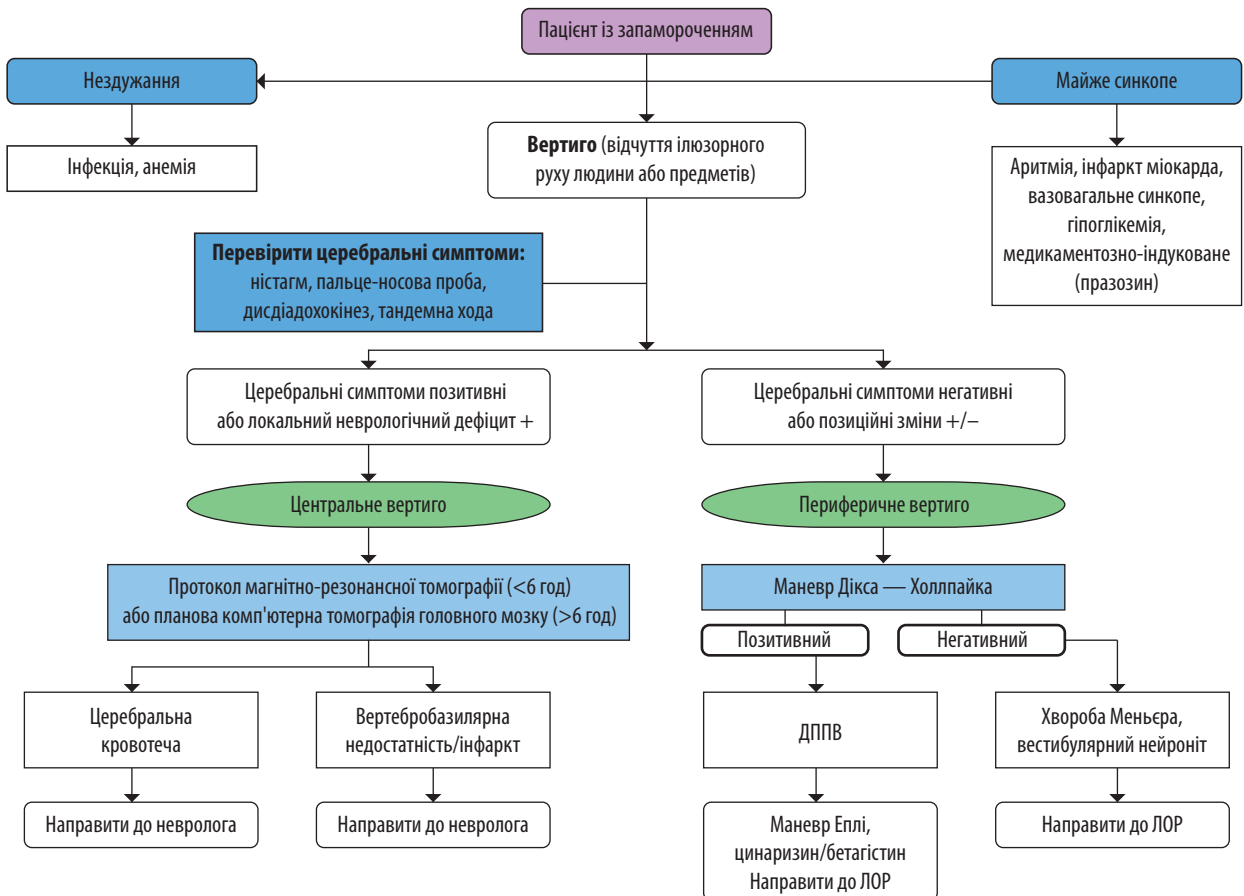 Пацієнт із запамороченням
Нездужання
Майже синкопе
Інфекція, анемія
Вертиго (відчуття ілюзорного
руху людини або предметів)
Аритмія, інфаркт міокарда,
вазовагальне синкопе,
гіпоглікемія,
медикаментозно-індуковане
(празозин)
Перевірити церебральні симптоми:
ністагм, пальце-носова проба,
дисдіадохокінез, тандемна хода
Церебральні симптоми позитивні
або локальний неврологічний дефіцит +
Церебральні симптоми негативні
або позиційні зміни +/–
Центральне вертиго
Периферичне вертиго
Протокол магнітно-резонансної томографії (<6 год)
або планова комп'ютерна томографія головного мозку (>6 год)
Маневр Дікса — Холлпайка
Позитивний
Негативний
Церебральна
кровотеча
Вертебробазилярна
недостатність/інфаркт
ДППВ
Хвороба Меньєра,
вестибулярний нейроніт
Направити до невролога
Направити до невролога
Маневр Еплі,
цинаризин/бетагістин
Направити до ЛОР
Направити до ЛОР